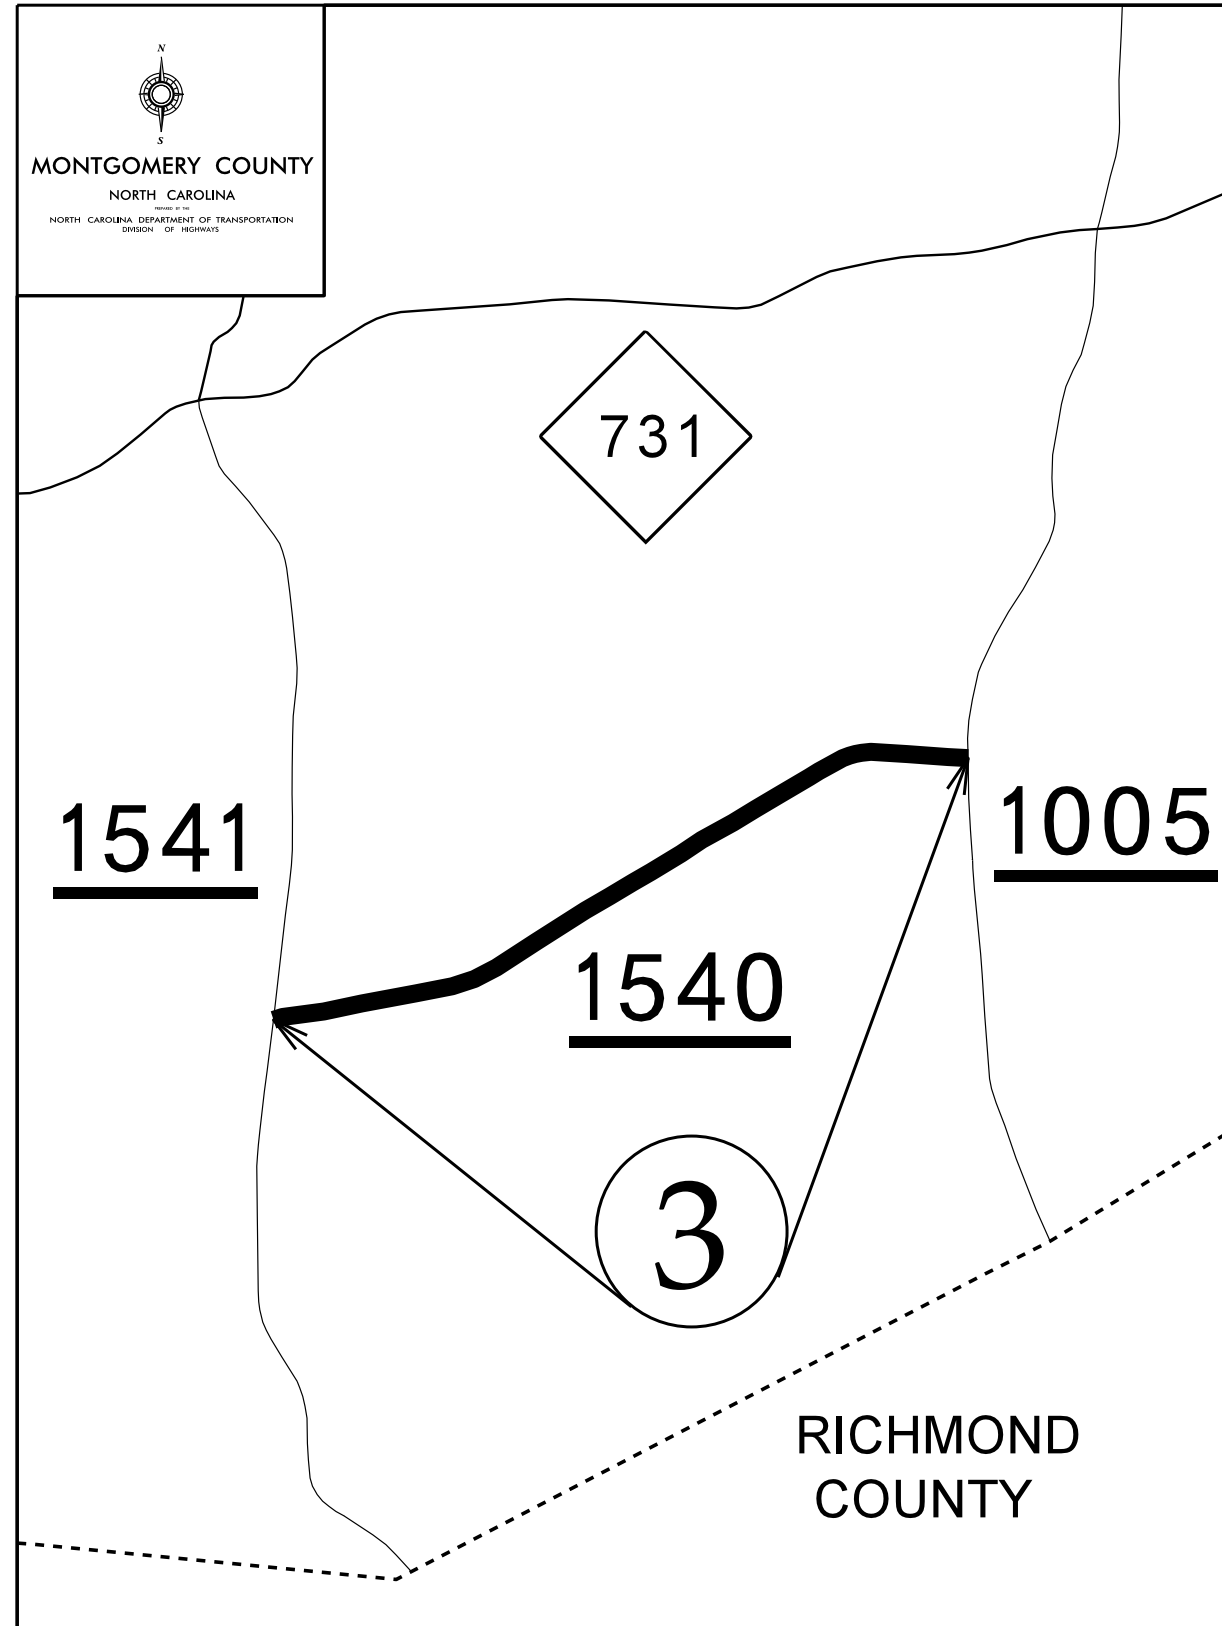 N
S
MONTGOMERY COUNTY
NORTH CAROLINA
PREPARED BY THE
NORTH CAROLINA DEPARTMENT OF TRANSPORTATION
DIVISION OF HIGHWAYS
731
1541
1005
1540
3
RICHMOND
COUNTY